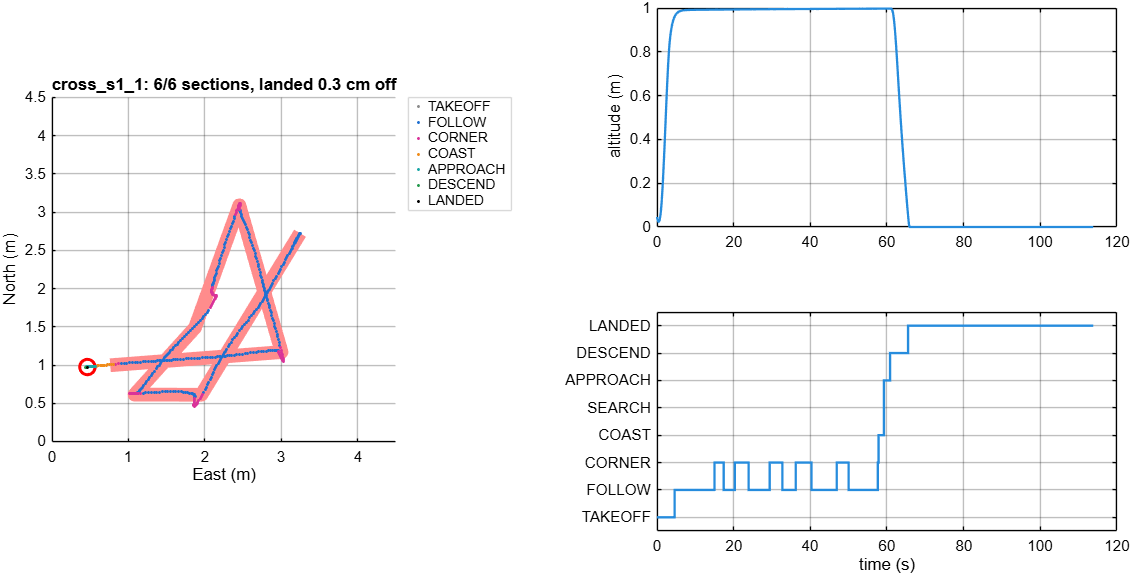 cross_s1_1: 6/6 sections, landed 0.3 cm off
4.5
4
3.5
3
2.5
2
1.5
1
0.5
0
North (m)
0 1 2 3 4
East (m)
TAKEOFF
FOLLOW
CORNER
COAST
APPROACH
DESCEND
LANDED
1
0.8
0.6
0.4
0.2
0
altitude (m)
0 20 40 60 80 100 120
LANDED
DESCEND
APPROACH
SEARCH
COAST
CORNER
FOLLOW
TAKEOFF
0 20 40 60 80 100 120
time (s)